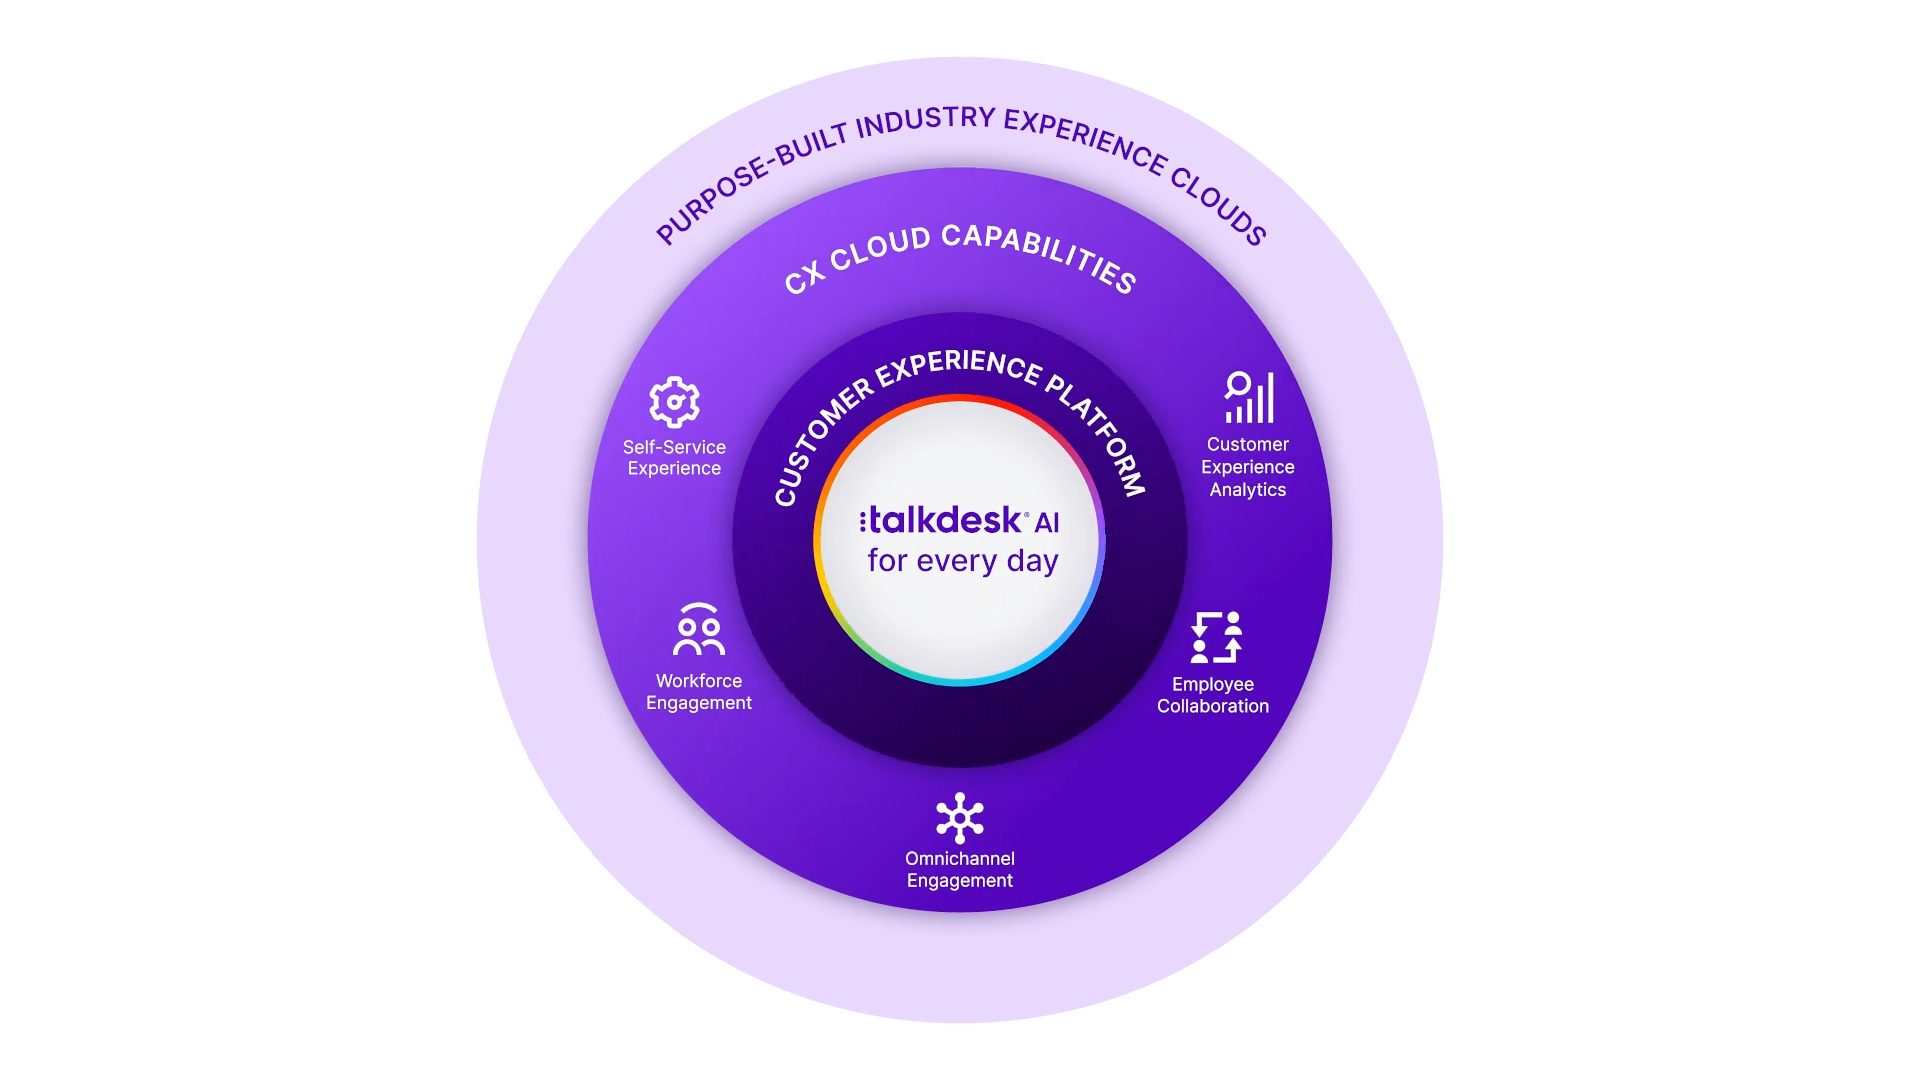 PURPOSE-BUILT INDUSTRY EXPERIENCE CLOUDS
CX CLOUD CAPABILITIES
CUSTOMER EXPERIENCE PLATFORM
talkdesk® AI
for every day
Self-Service
Experience
Customer
Experience
Analytics
Workforce
Engagement
Employee
Collaboration
Omnichannel
Engagement